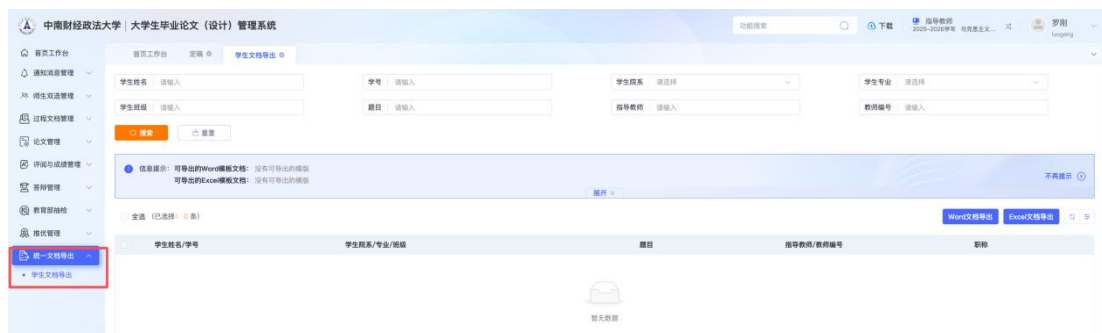 中南财经政法大学 | 大学生毕业论文（设计）管理系统
功能搜索
下载
指导教师
2025-2026学年 马克思主义...
罗刚
luogang
首页工作台
通知消息管理
师生双选管理
过程文档管理
论文管理
评阅与成绩管理
答辩管理
教育部抽检
推优管理
统一文档导出
学生文档导出
首页工作台 定稿 学生文档导出
学生姓名 请输入 学号 请输入 学生院系 请选择 学生专业 请选择
学生班级 请输入 题目 请输入 指导教师 请输入 教师编号 请输入
搜索 重置
信息提示： 可导出的Word模板文档： 没有可导出的模版
可导出的Excel模板文档： 没有可导出的模版
不再提示
展开
全选 （已选择：0 条） Word文档导出 Excel文档导出
学生姓名/学号 学生院系/专业/班级 题目 指导教师/教师编号 职称
暂无数据